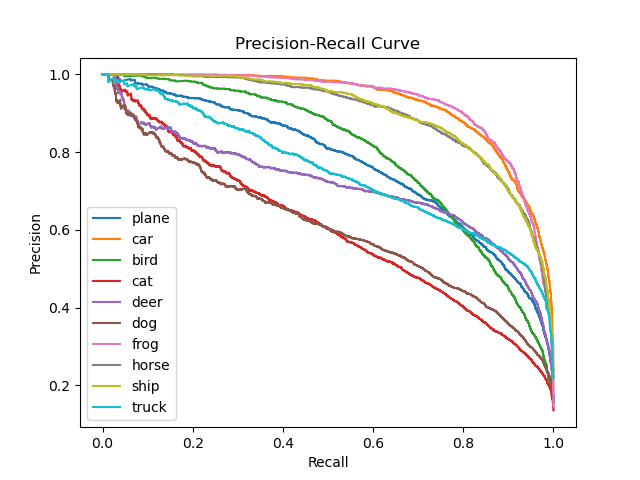 Precision-Recall Curve
1.0
0.8
0.6
0.4
0.2
Precision
plane
car
bird
cat
deer
dog
frog
horse
ship
truck
0.0 0.2 0.4 0.6 0.8 1.0
Recall